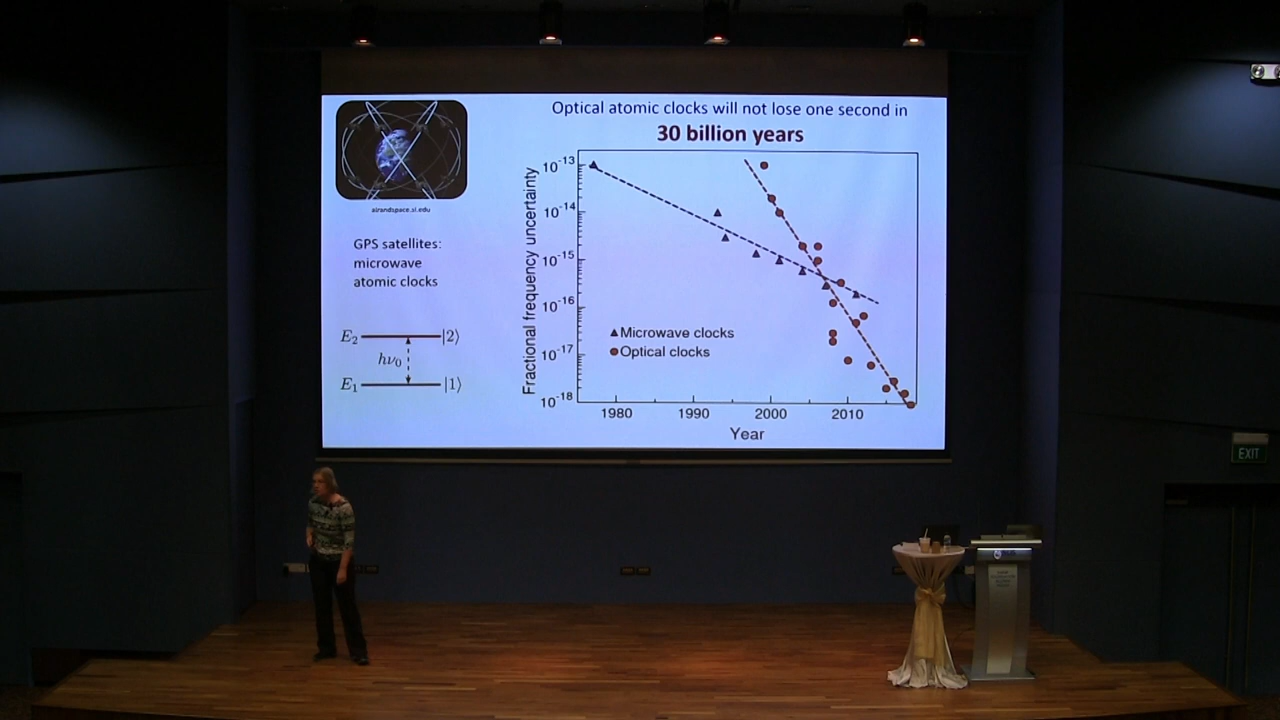 Optical atomic clocks will not lose one second in
30 billion years
airandspace.si.edu
GPS satellites:
microwave
atomic clocks
E₂ |2⟩
hν₀
E₁ |1⟩
Fractional frequency uncertainty
10⁻¹³
10⁻¹⁴
10⁻¹⁵
10⁻¹⁶
10⁻¹⁷
10⁻¹⁸
Microwave clocks
Optical clocks
1980 1990 2000 2010
Year
EXIT